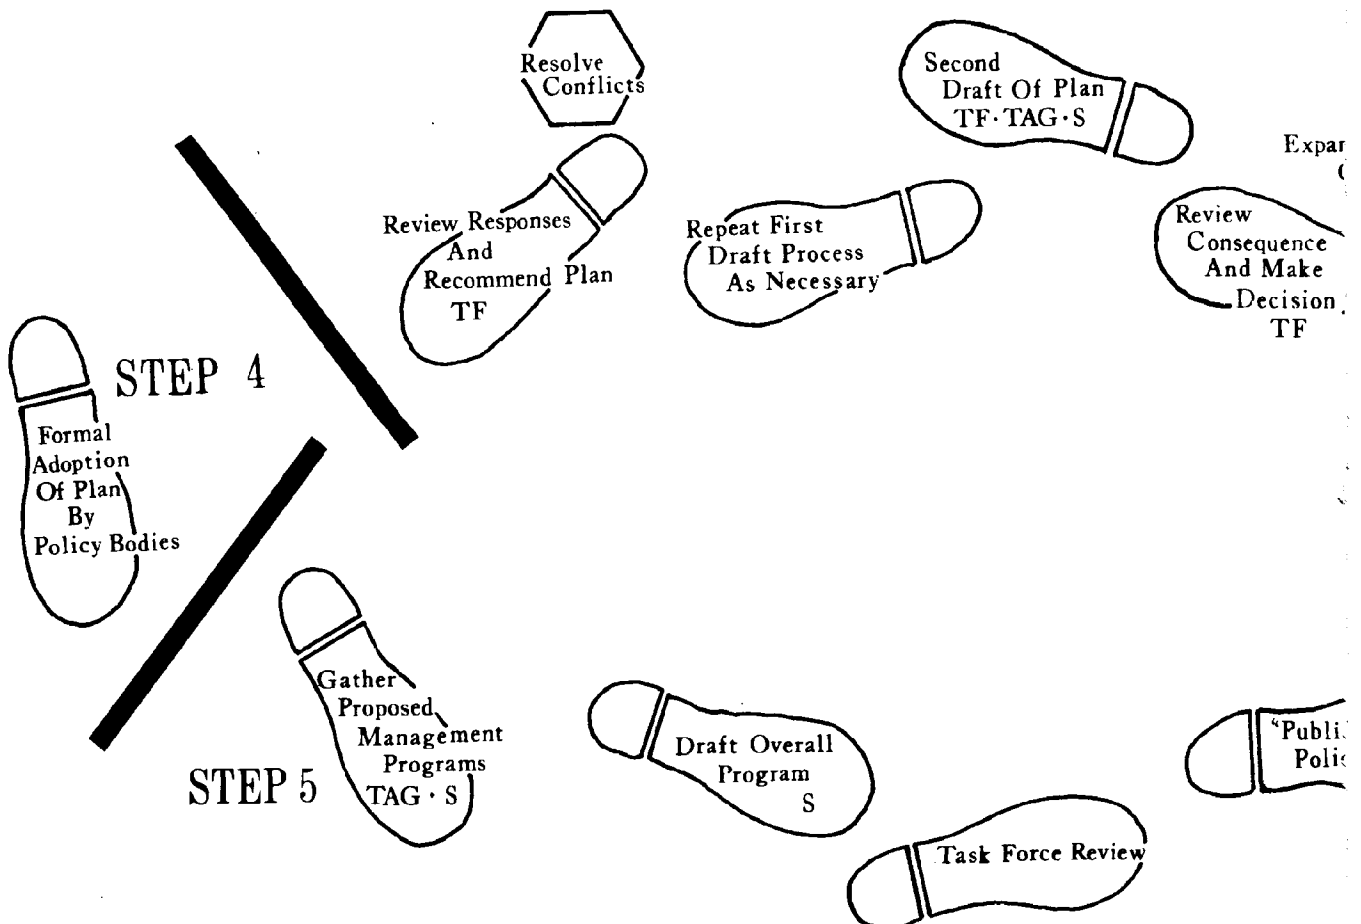 Resolve
Conflicts
Second
Draft Of Plan
TF·TAG·S
Review Responses
And
Recommend Plan
TF
Repeat First
Draft Process
As Necessary
Review
Consequence
And Make
Decision
TF
STEP 4
Formal
Adoption
Of Plan
By
Policy Bodies
Gather
Proposed
Management
Programs
TAG · S
STEP 5
Draft Overall
Program
S
Task Force Review